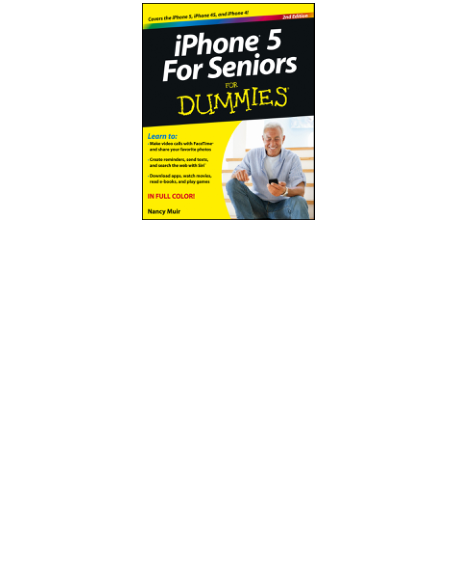 Covers the iPhone 5, iPhone 4S, and iPhone 4!
2nd Edition
iPhone® 5
For Seniors
FOR
DUMMIES®
Learn to:
• Make video calls with FaceTime®
and share your favorite photos
• Create reminders, send texts,
and search the web with Siri®
• Download apps, watch movies,
read e-books, and play games
IN FULL COLOR!
Nancy Muir